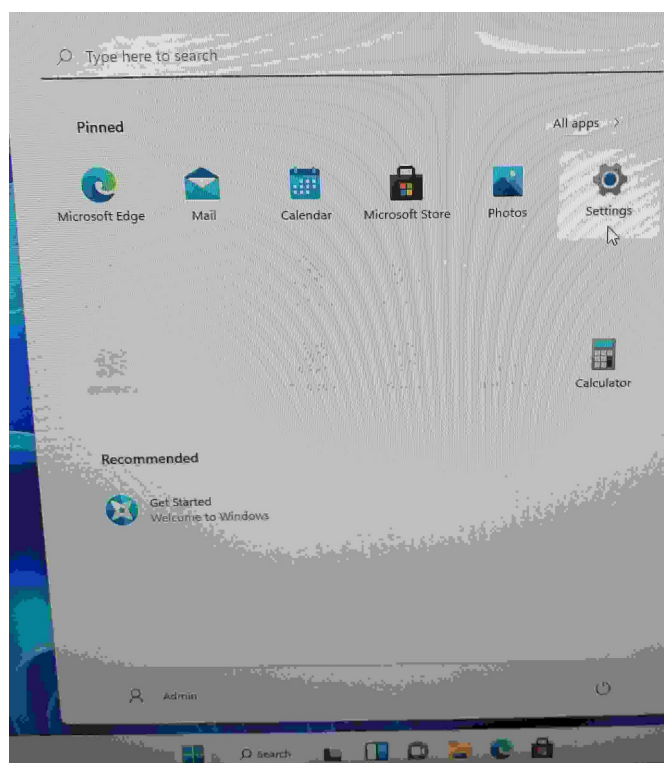 Type here to search
Pinned
All apps
Microsoft Edge
Mail
Calendar
Microsoft Store
Photos
Settings
Calculator
Recommended
Get Started
Welcome to Windows
Admin
Search